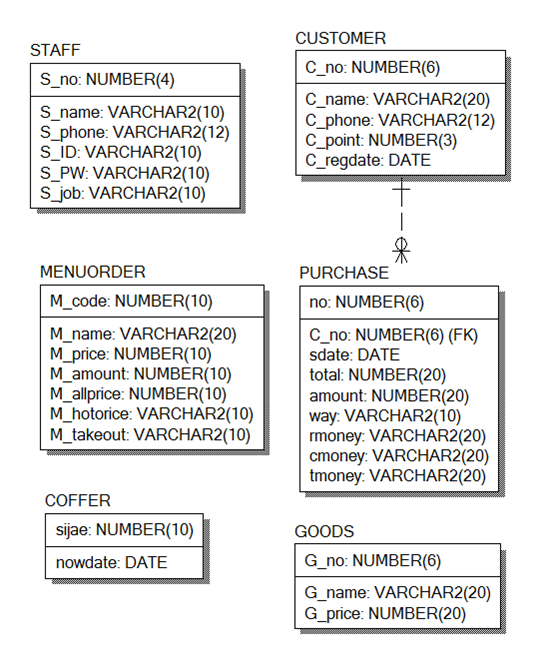 STAFF
S_no: NUMBER(4)
S_name: VARCHAR2(10)
S_phone: VARCHAR2(12)
S_ID: VARCHAR2(10)
S_PW: VARCHAR2(10)
S_job: VARCHAR2(10)
CUSTOMER
C_no: NUMBER(6)
C_name: VARCHAR2(20)
C_phone: VARCHAR2(12)
C_point: NUMBER(3)
C_regdate: DATE
MENUORDER
M_code: NUMBER(10)
M_name: VARCHAR2(20)
M_price: NUMBER(10)
M_amount: NUMBER(10)
M_allprice: NUMBER(10)
M_hotorice: VARCHAR2(10)
M_takeout: VARCHAR2(10)
PURCHASE
no: NUMBER(6)
C_no: NUMBER(6) (FK)
sdate: DATE
total: NUMBER(20)
amount: NUMBER(20)
way: VARCHAR2(10)
rmoney: VARCHAR2(20)
cmoney: VARCHAR2(20)
tmoney: VARCHAR2(20)
COFFER
sijae: NUMBER(10)
nowdate: DATE
GOODS
G_no: NUMBER(6)
G_name: VARCHAR2(20)
G_price: NUMBER(20)